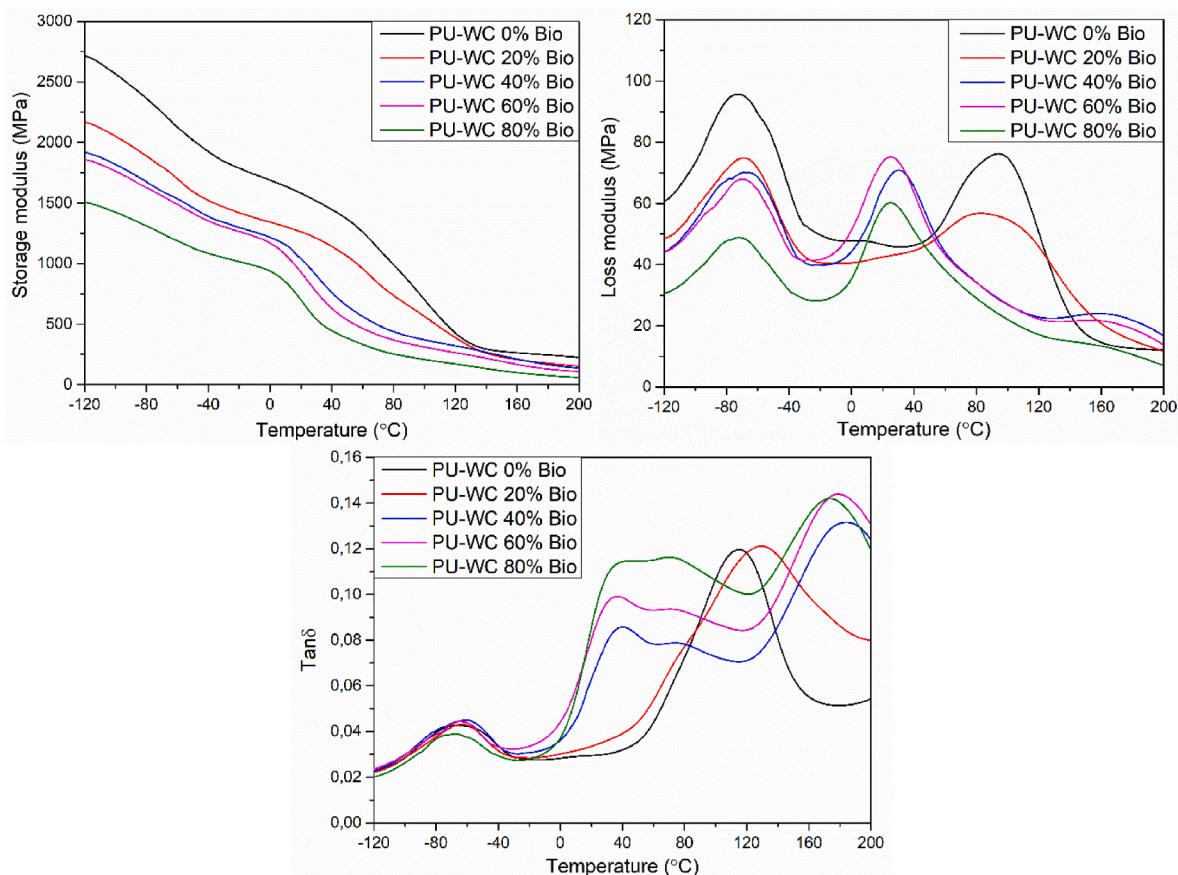 3000
2500
2000
1500
1000
500
0
Storage modulus (MPa)
PU-WC 0% Bio
PU-WC 20% Bio
PU-WC 40% Bio
PU-WC 60% Bio
PU-WC 80% Bio
-120 -80 -40 0 40 80 120 160 200
Temperature (°C)
120
100
80
60
40
20
0
Loss modulus (MPa)
PU-WC 0% Bio
PU-WC 20% Bio
PU-WC 40% Bio
PU-WC 60% Bio
PU-WC 80% Bio
-120 -80 -40 0 40 80 120 160 200
Temperature (°C)
0,16
0,14
0,12
0,10
0,08
0,06
0,04
0,02
0,00
Tanδ
PU-WC 0% Bio
PU-WC 20% Bio
PU-WC 40% Bio
PU-WC 60% Bio
PU-WC 80% Bio
-120 -80 -40 0 40 80 120 160 200
Temperature (°C)